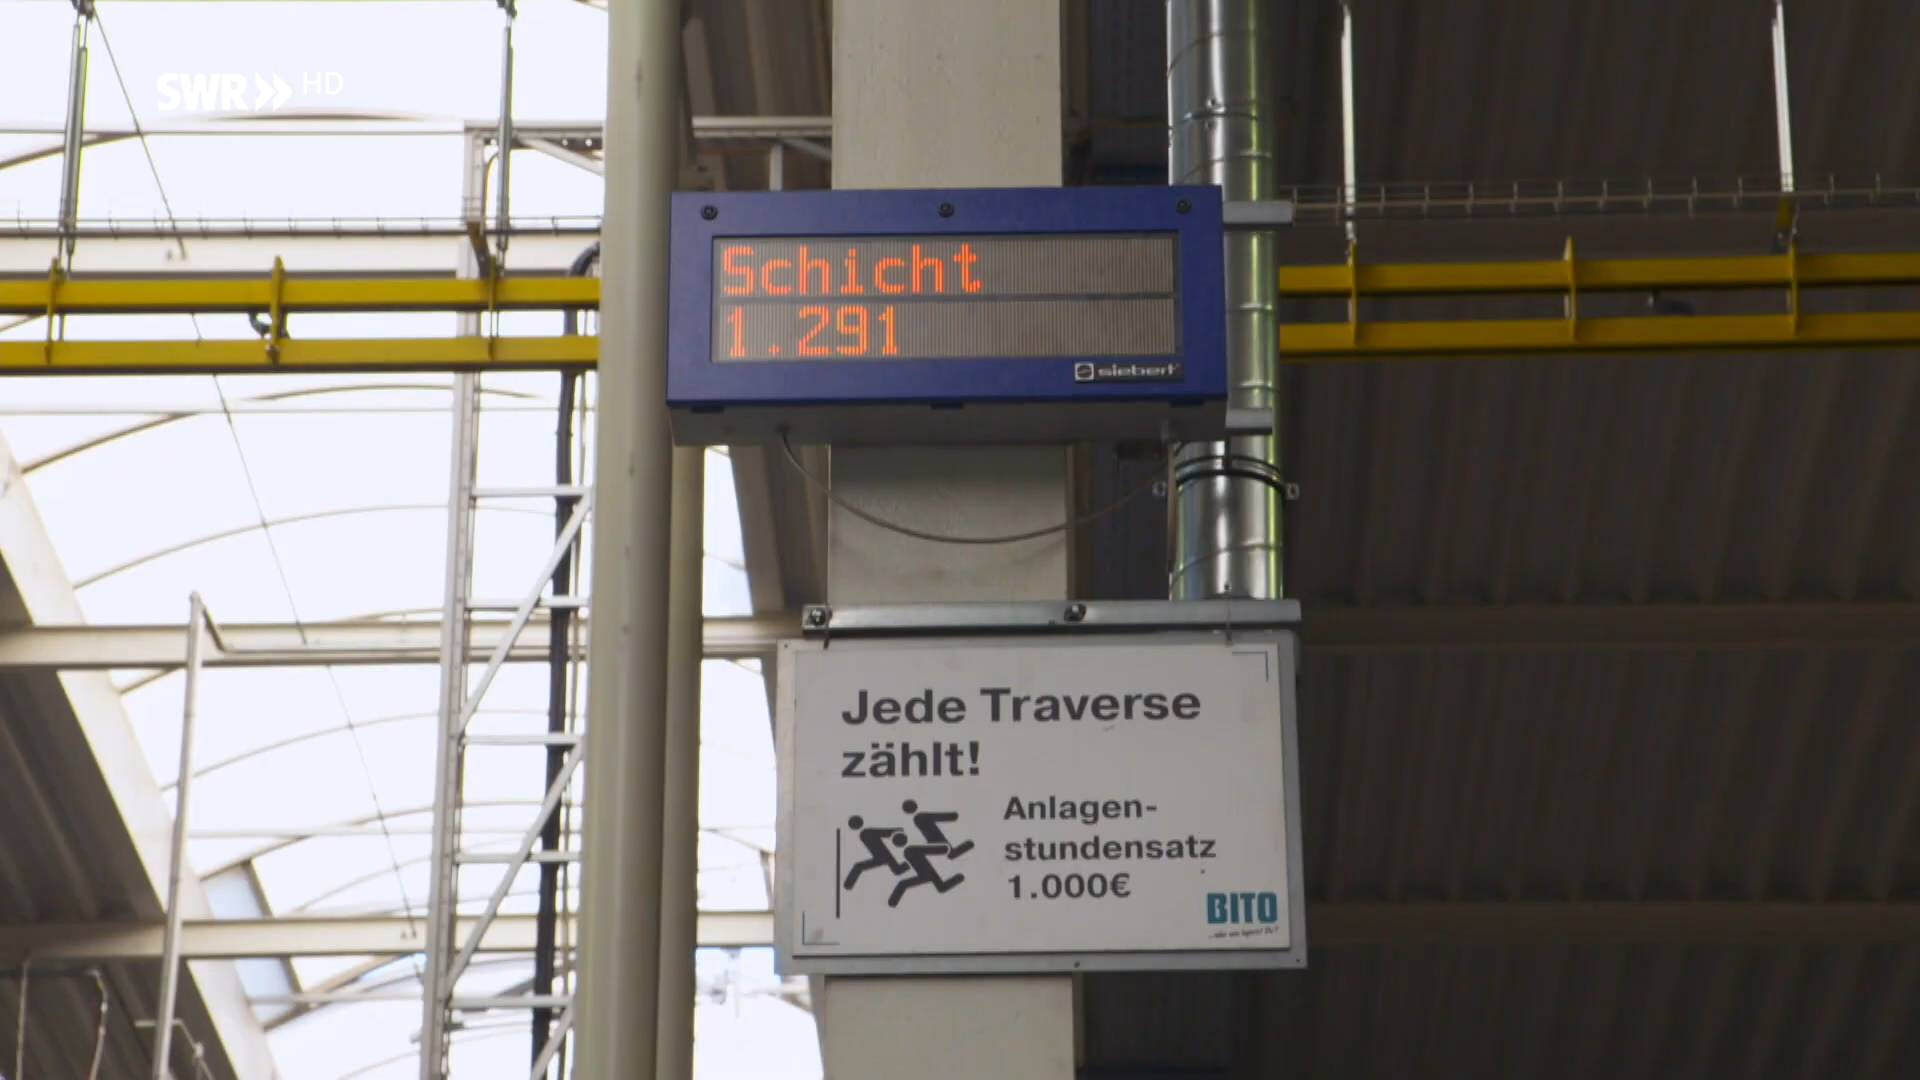 SWR HD
Schicht
1.291
siebert
Jede Traverse
zählt!
Anlagen-
stundensatz
1.000€
BITO